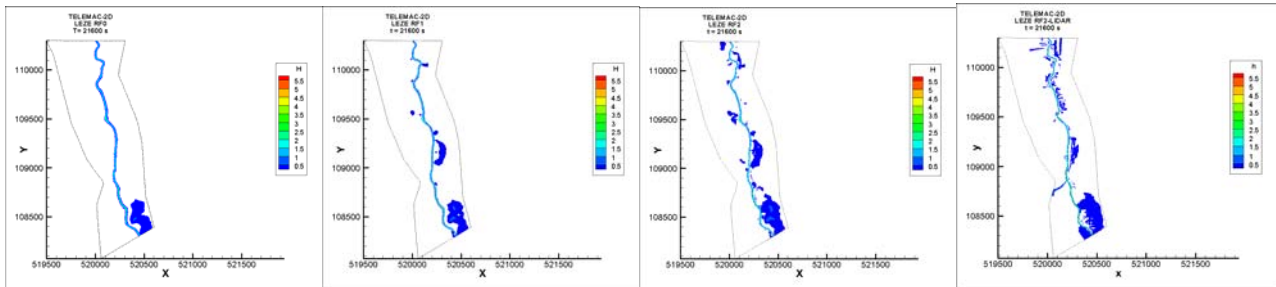 TELEMAC-2D
LEZE RF0
T= 21600 s
H
5.5
5
4.5
4
3.5
3
2.5
2
1.5
1
0.5
Y
110000
109500
109000
108500
519500 520000 520500 521000 521500
X
TELEMAC-2D
LEZE RF1
t = 21600 s
H
5.5
5
4.5
4
3.5
3
2.5
2
1.5
1
0.5
Y
110000
109500
109000
108500
519500 520000 520500 521000 521500
X
TELEMAC-2D
LEZE RF2
t = 21600 s
H
5.5
5
4.5
4
3.5
3
2.5
2
1.5
1
0.5
Y
110000
109500
109000
108500
519500 520000 520500 521000 521500
X
TELEMAC-2D
LEZE RF2-LIDAR
t = 21600 s
h
5.5
5
4.5
4
3.5
3
2.5
2
1.5
1
0.5
y
110000
109500
109000
108500
519500 520000 520500 521000 521500
x